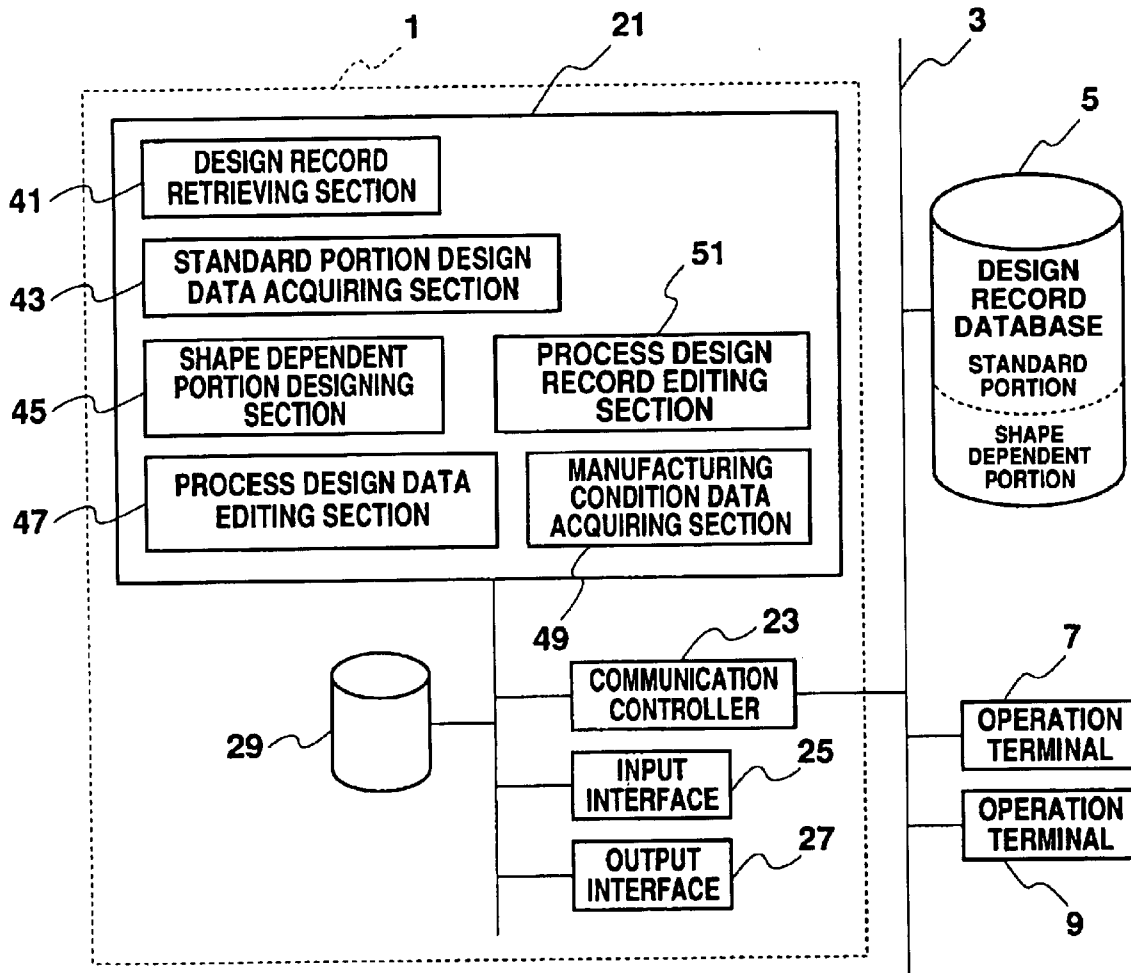 1
21
3
5
DESIGN RECORD
RETRIEVING SECTION
41
STANDARD PORTION DESIGN
DATA ACQUIRING SECTION
43
51
DESIGN
RECORD
DATABASE
STANDARD
PORTION
SHAPE
DEPENDENT
PORTION
SHAPE DEPENDENT
PORTION DESIGNING
SECTION
45
PROCESS DESIGN
RECORD EDITING
SECTION
PROCESS DESIGN DATA
EDITING SECTION
47
MANUFACTURING
CONDITION DATA
ACQUIRING SECTION
49
23
COMMUNICATION
CONTROLLER
7
OPERATION
TERMINAL
29
INPUT
INTERFACE
25
OPERATION
TERMINAL
9
OUTPUT
INTERFACE
27